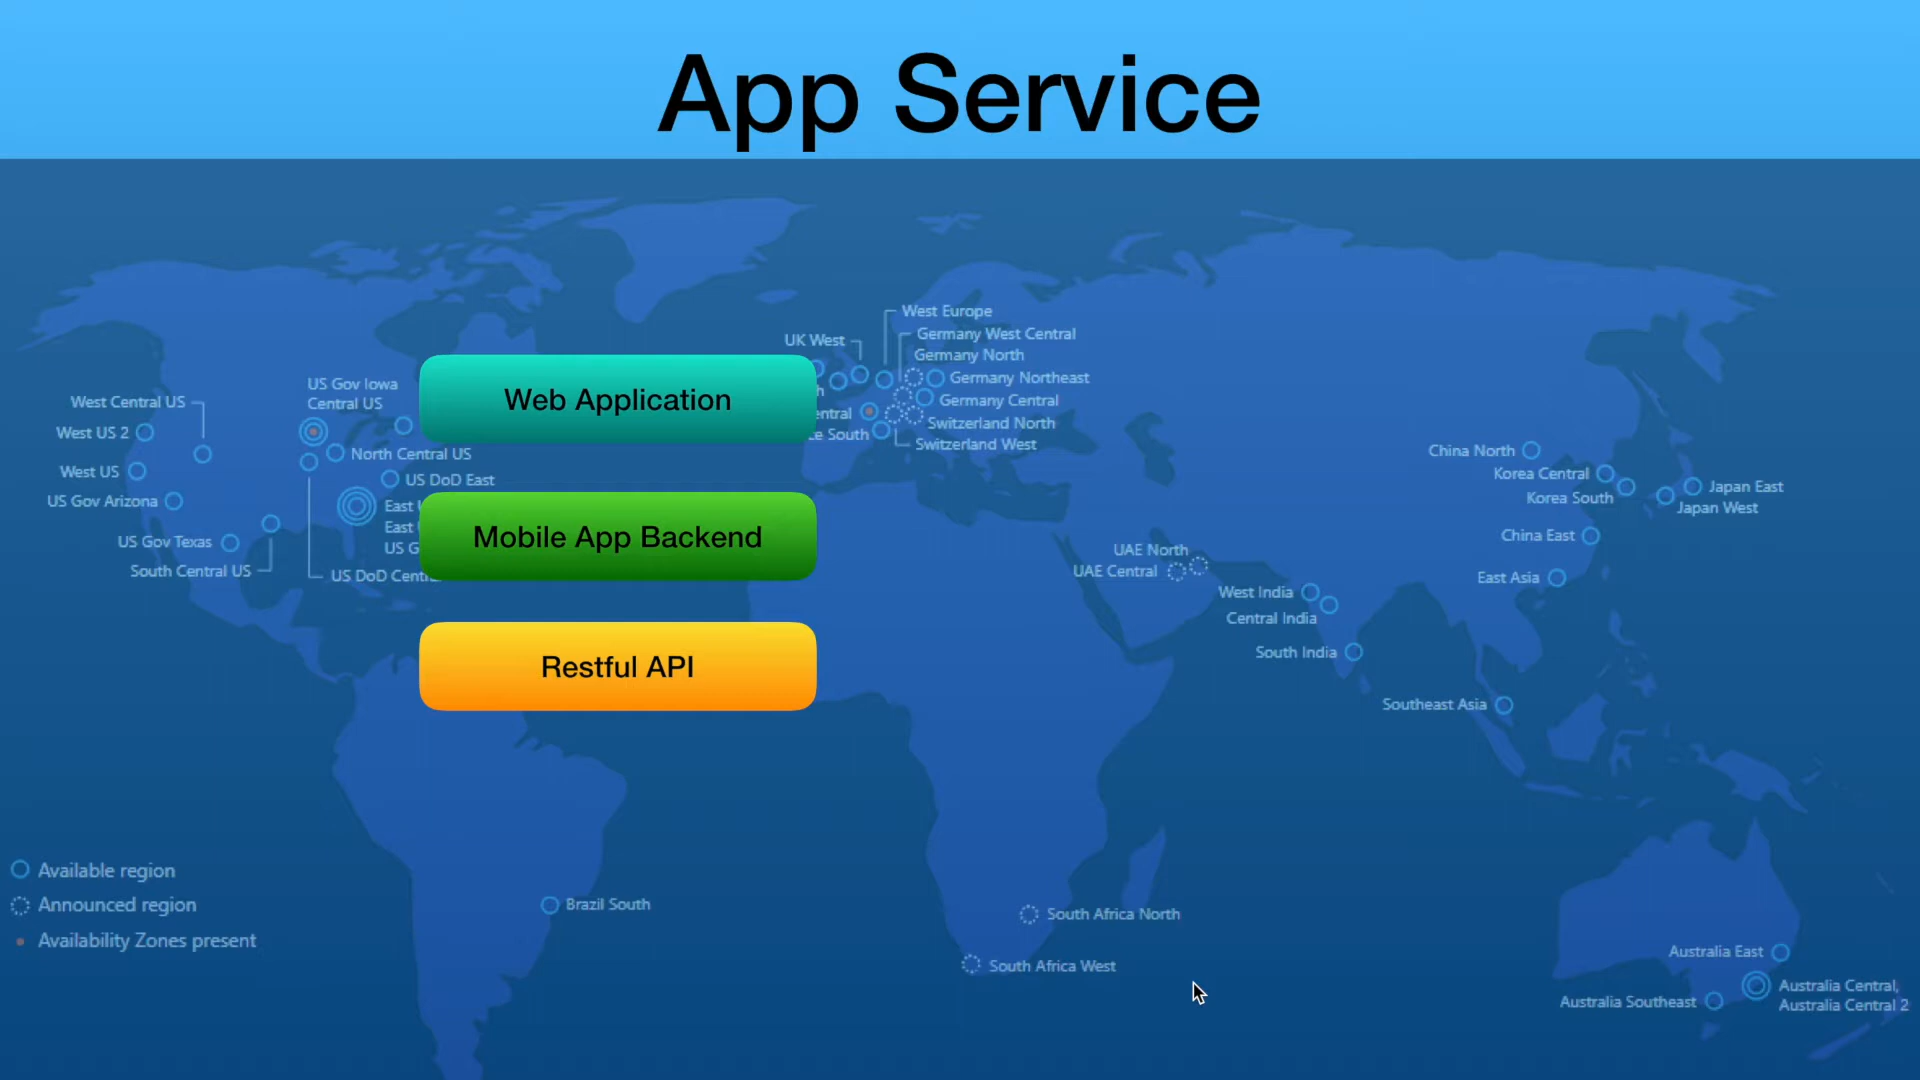 App Service
West Europe
Germany West Central
UK West
Germany North
Germany Northeast
US Gov Iowa
Central US
West Central US
Web Application
Germany Central
Switzerland North
South
Switzerland West
West US 2
North Central US
West US
US DoD East
US Gov Arizona
East
East
Mobile App Backend
US Gov Texas
South Central US
US DoD
China North
Korea Central
Korea South
Japan East
Japan West
China East
UAE North
UAE Central
East Asia
West India
Central India
South India
Restful API
Southeast Asia
Available region
Announced region
Availability Zones present
Brazil South
South Africa North
South Africa West
Australia East
Australia Central,
Australia Central 2
Australia Southeast